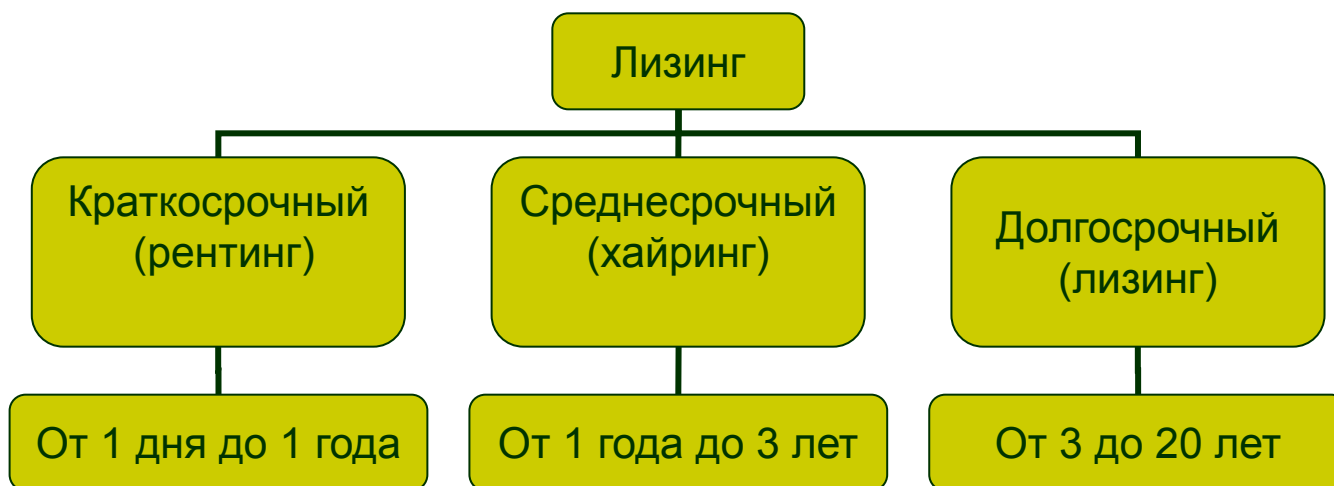 Лизинг
Краткосрочный
(рентинг)
Среднесрочный
(хайринг)
Долгосрочный
(лизинг)
От 1 дня до 1 года
От 1 года до 3 лет
От 3 до 20 лет